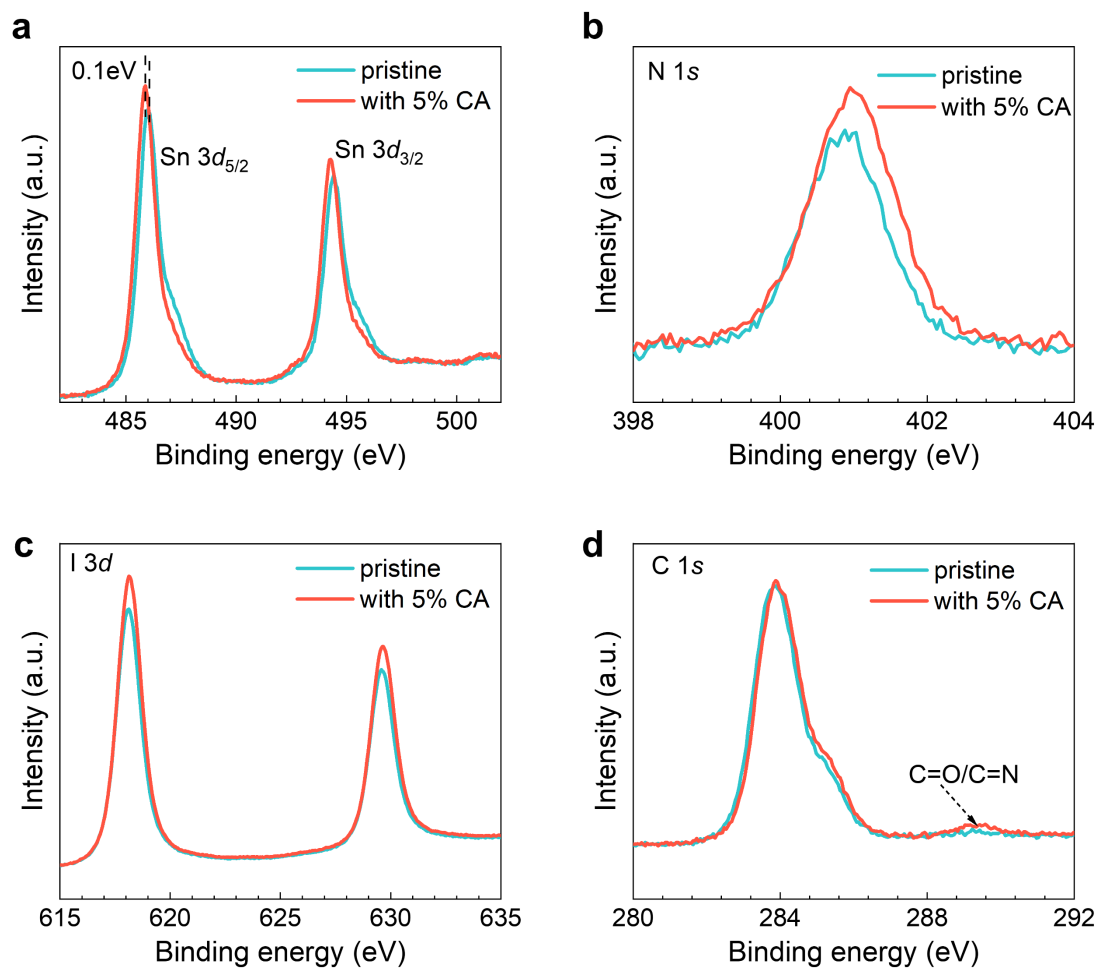 a
0.1eV
pristine
with 5% CA
Sn 3d5/2
Sn 3d3/2
Intensity (a.u.)
485 490 495 500
Binding energy (eV)
b
N 1s
pristine
with 5% CA
Intensity (a.u.)
398 400 402 404
Binding energy (eV)
c
I 3d
pristine
with 5% CA
Intensity (a.u.)
615 620 625 630 635
Binding energy (eV)
d
C 1s
pristine
with 5% CA
C=O/C=N
Intensity (a.u.)
280 284 288 292
Binding energy (eV)